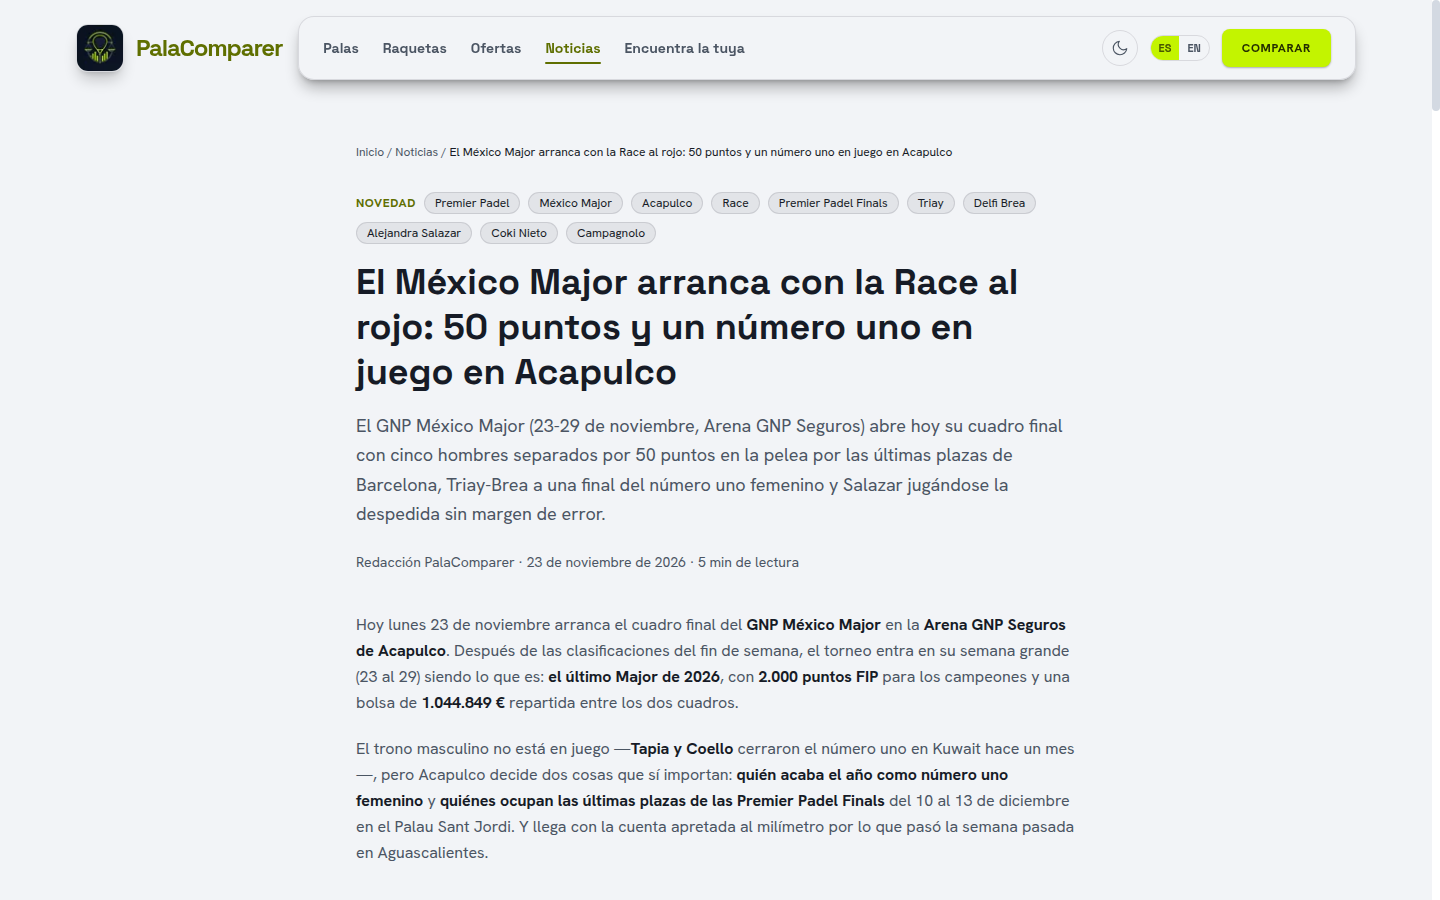 PalaComparer
Palas Raquetas Ofertas Noticias Encuentra la tuya ES EN COMPARAR
Inicio / Noticias / El México Major arranca con la Race al rojo: 50 puntos y un número uno en juego en Acapulco
NOVEDAD Premier Padel México Major Acapulco Race Premier Padel Finals Triay Delfi Brea
Alejandra Salazar Coki Nieto Campagnolo
El México Major arranca con la Race al
rojo: 50 puntos y un número uno en
juego en Acapulco
El GNP México Major (23-29 de noviembre, Arena GNP Seguros) abre hoy su cuadro final
con cinco hombres separados por 50 puntos en la pelea por las últimas plazas de
Barcelona, Triay-Brea a una final del número uno femenino y Salazar jugándose la
despedida sin margen de error.
Redacción PalaComparer · 23 de noviembre de 2026 · 5 min de lectura
Hoy lunes 23 de noviembre arranca el cuadro final del GNP México Major en la Arena GNP Seguros
de Acapulco. Después de las clasificaciones del fin de semana, el torneo entra en su semana grande
(23 al 29) siendo lo que es: el último Major de 2026, con 2.000 puntos FIP para los campeones y una
bolsa de 1.044.849 € repartida entre los dos cuadros.
El trono masculino no está en juego —Tapia y Coello cerraron el número uno en Kuwait hace un mes
—, pero Acapulco decide dos cosas que sí importan: quién acaba el año como número uno
femenino y quiénes ocupan las últimas plazas de las Premier Padel Finals del 10 al 13 de diciembre
en el Palau Sant Jordi. Y llega con la cuenta apretada al milímetro por lo que pasó la semana pasada
en Aguascalientes.